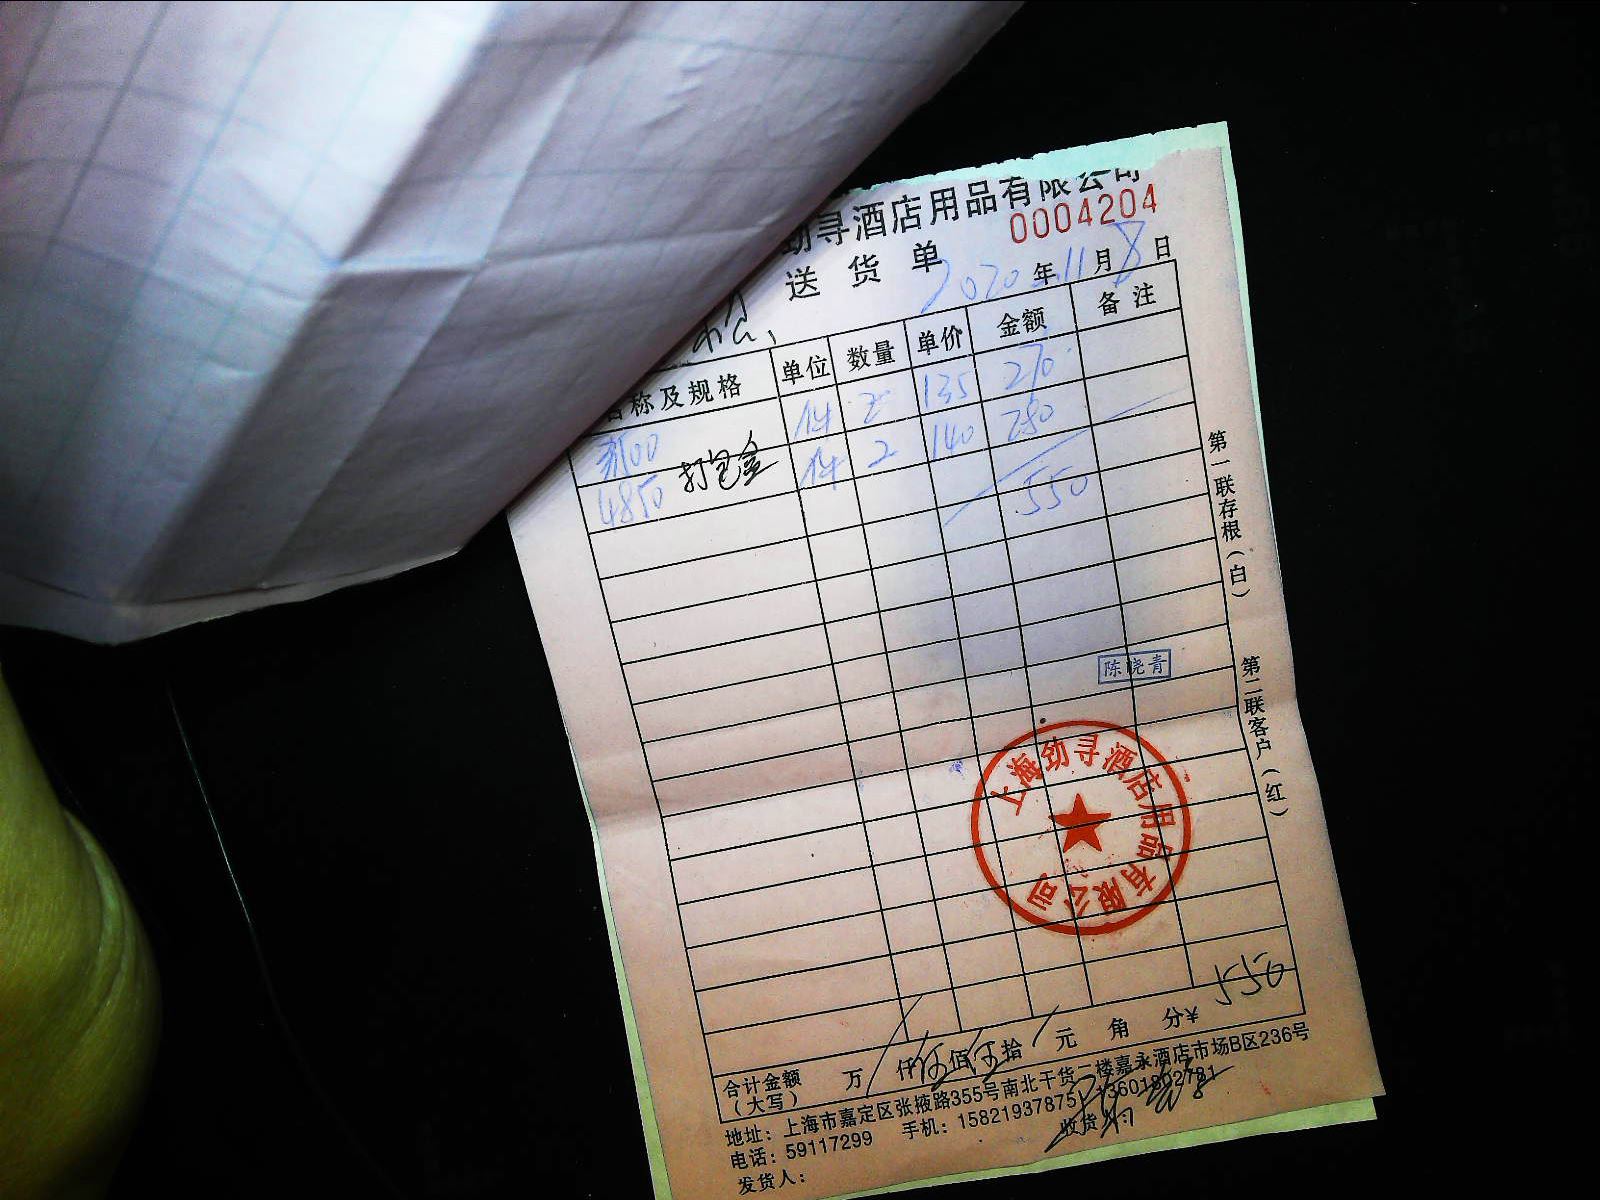 劲寻酒店用品有限公司
0004204
送货单
2020年11月8日
名称及规格 单位 数量 单价 金额 备注
打包盒
2 135 270
4850 2 140 280
550
第一联存根（白） 第二联客户（红）
陈晓青
上海劲寻酒店用品有限公司
合计金额（大写） 万 仟伍佰伍拾 元 角 分¥ 550
地址：上海市嘉定区张掖路355号南北干货二楼嘉永酒店市场B区236号
电话：59117299 手机：15821937875 13601802781
发货人： 收货人